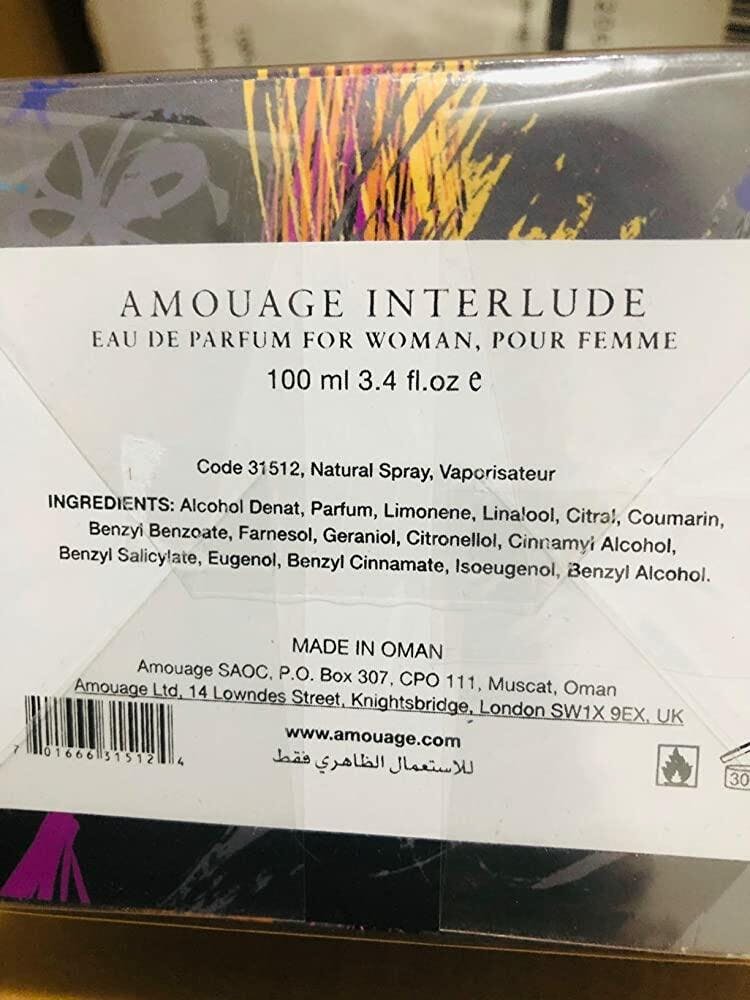 AMOUAGE INTERLUDE
EAU DE PARFUM FOR WOMAN, POUR FEMME
100 ml 3.4 fl.oz e
Code 31512, Natural Spray, Vaporisateur
INGREDIENTS: Alcohol Denat, Parfum, Limonene, Linalool, Citral, Coumarin,
Benzyl Benzoate, Farnesol, Geraniol, Citronellol, Cinnamyl Alcohol,
Benzyl Salicylate, Eugenol, Benzyl Cinnamate, Isoeugenol, Benzyl Alcohol.
MADE IN OMAN
Amouage SAOC, P.O. Box 307, CPO 111, Muscat, Oman
Amouage Ltd, 14 Lowndes Street, Knightsbridge, London SW1X 9EX, UK
www.amouage.com
للاستعمال الظاهري فقط
7 01666 31512 4
30